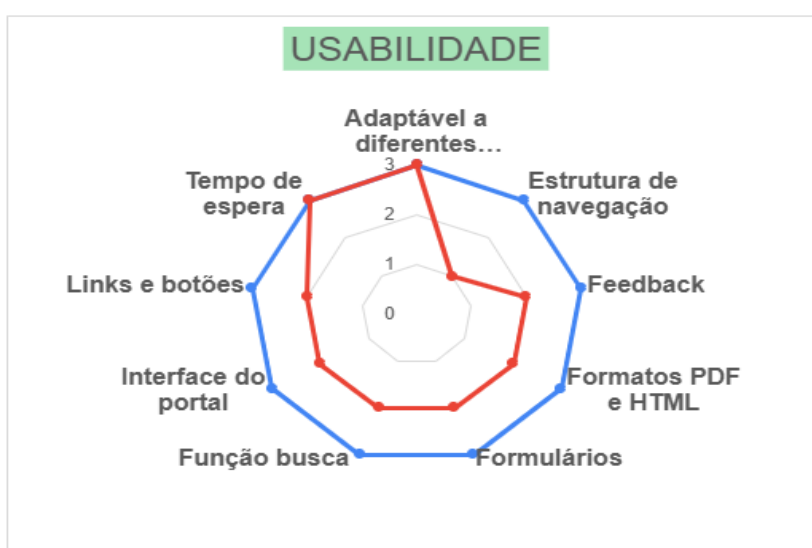 USABILIDADE
Adaptável a
diferentes…
3
Tempo de
espera
Estrutura de
navegação
2
1
Links e botões
Feedback
0
Interface do
portal
Formatos PDF
e HTML
Função busca
Formulários